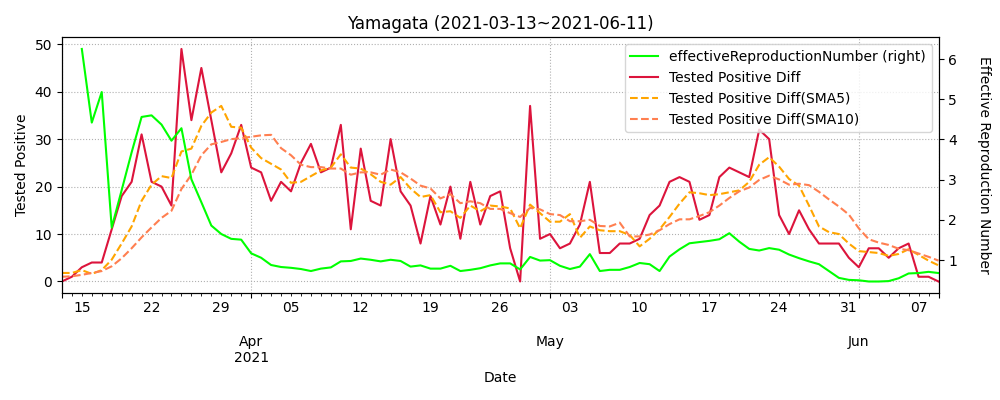 Yamagata (2021-03-13~2021-06-11)
effectiveReproductionNumber (right)
Tested Positive Diff
Tested Positive Diff(SMA5)
Tested Positive Diff(SMA10)
Tested Positive
50
40
30
20
10
0
6
5
4
3
2
1
Effective Reproduction Number
15 22 29 05 12 19 26 03 10 17 24 31 07
Apr May Jun
2021
Date